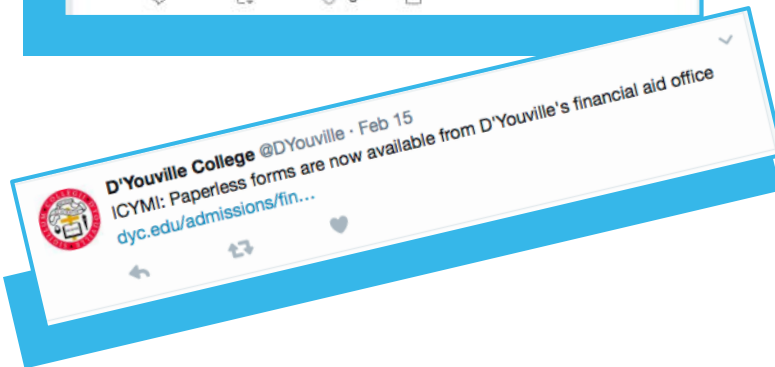 D'Youville College @DYouville · Feb 15
ICYMI: Paperless forms are now available from D'Youville's financial aid office
dyc.edu/admissions/fin...